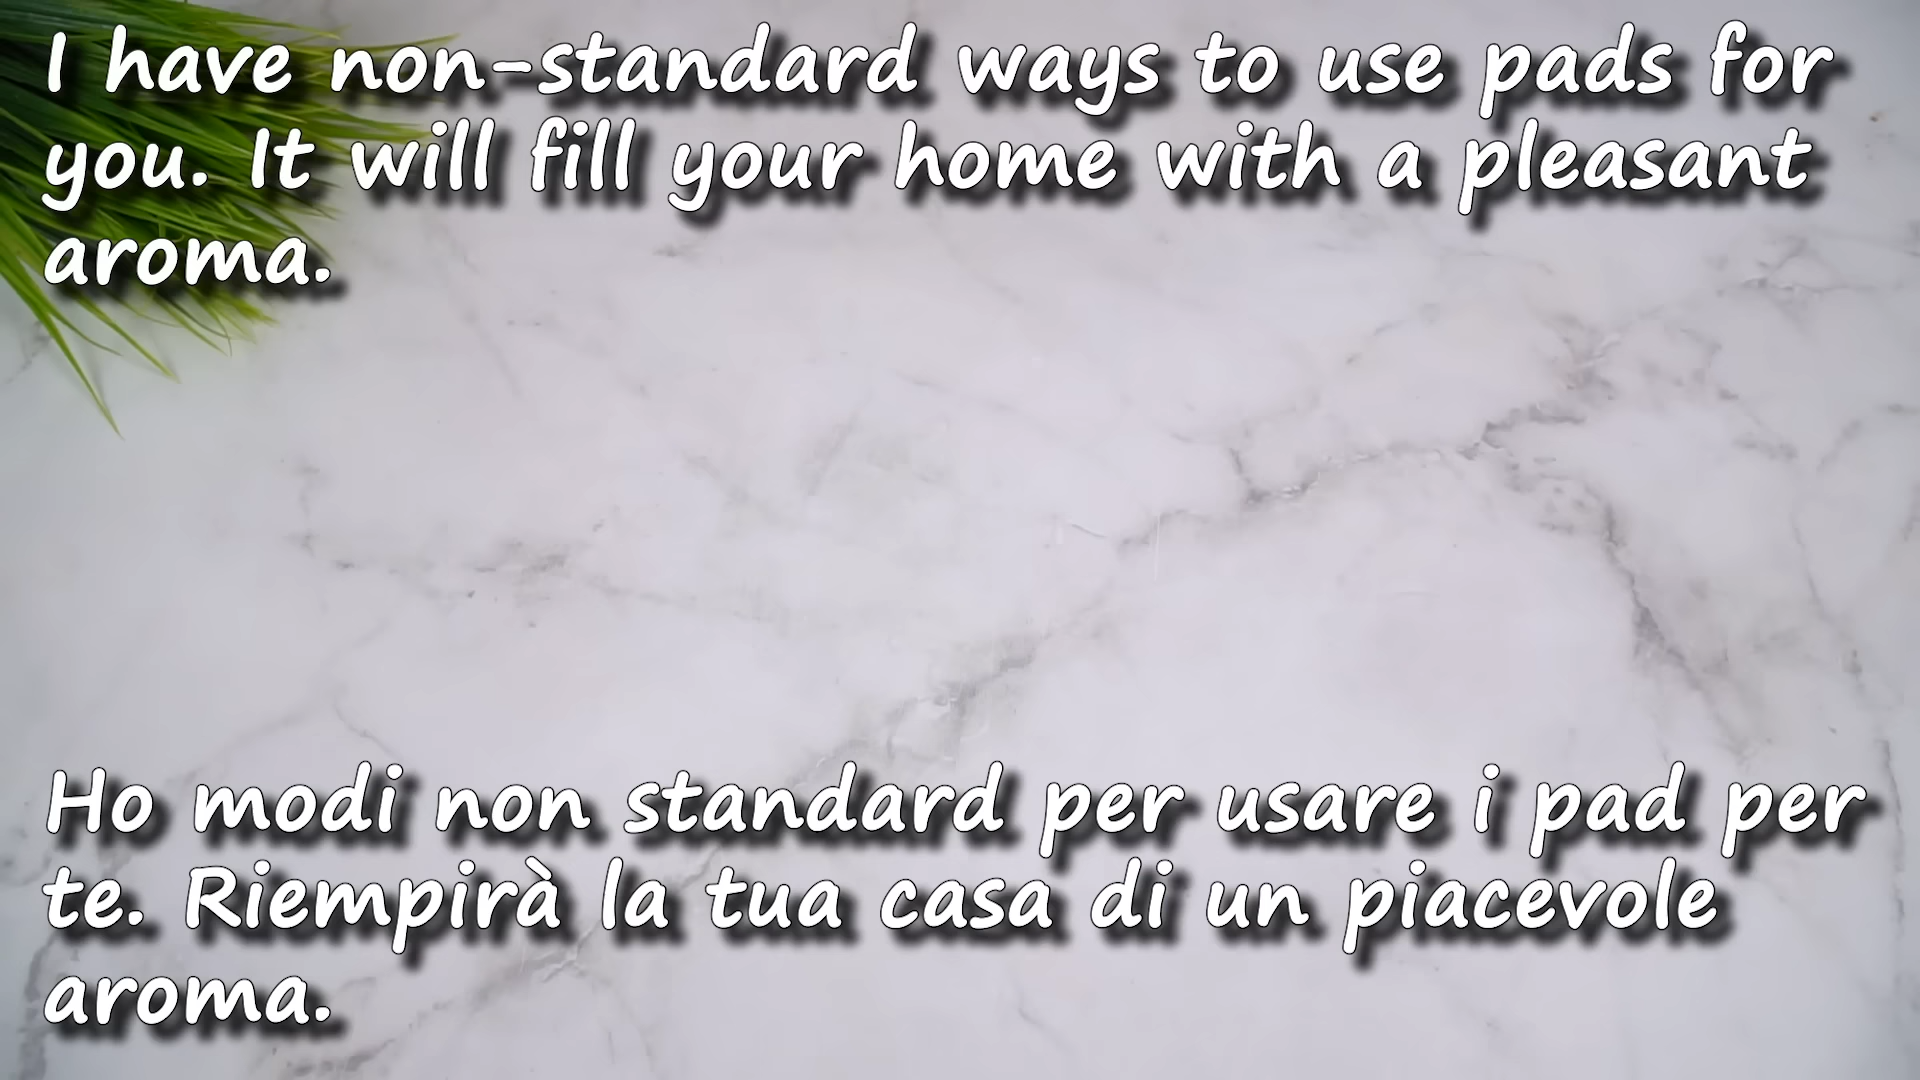 I have non-standard ways to use pads for
you. It will fill your home with a pleasant
aroma.
Ho modi non standard per usare i pad per
te. Riempirà la tua casa di un piacevole
aroma.